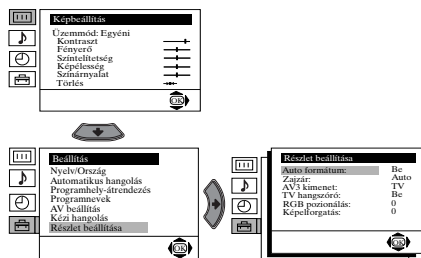 Képbeállítás
Üzemmód: Egyéni
Kontraszt
Fényerő
Színtelítetség
Képélesség
Színárnyalat
Törlés
OK
Beállítás
Nyelv/Ország
Automatikus hangolás
Programhely-átrendezés
Programnevek
AV beállítás
Kézi hangolás
Részlet beállítása
OK
Részlet beállítása
Auto formátum: Be
Zajzár: Auto
AV3 kimenet: TV
TV hangszóró: Be
RGB pozionálás: 0
Képelforgatás: 0
OK